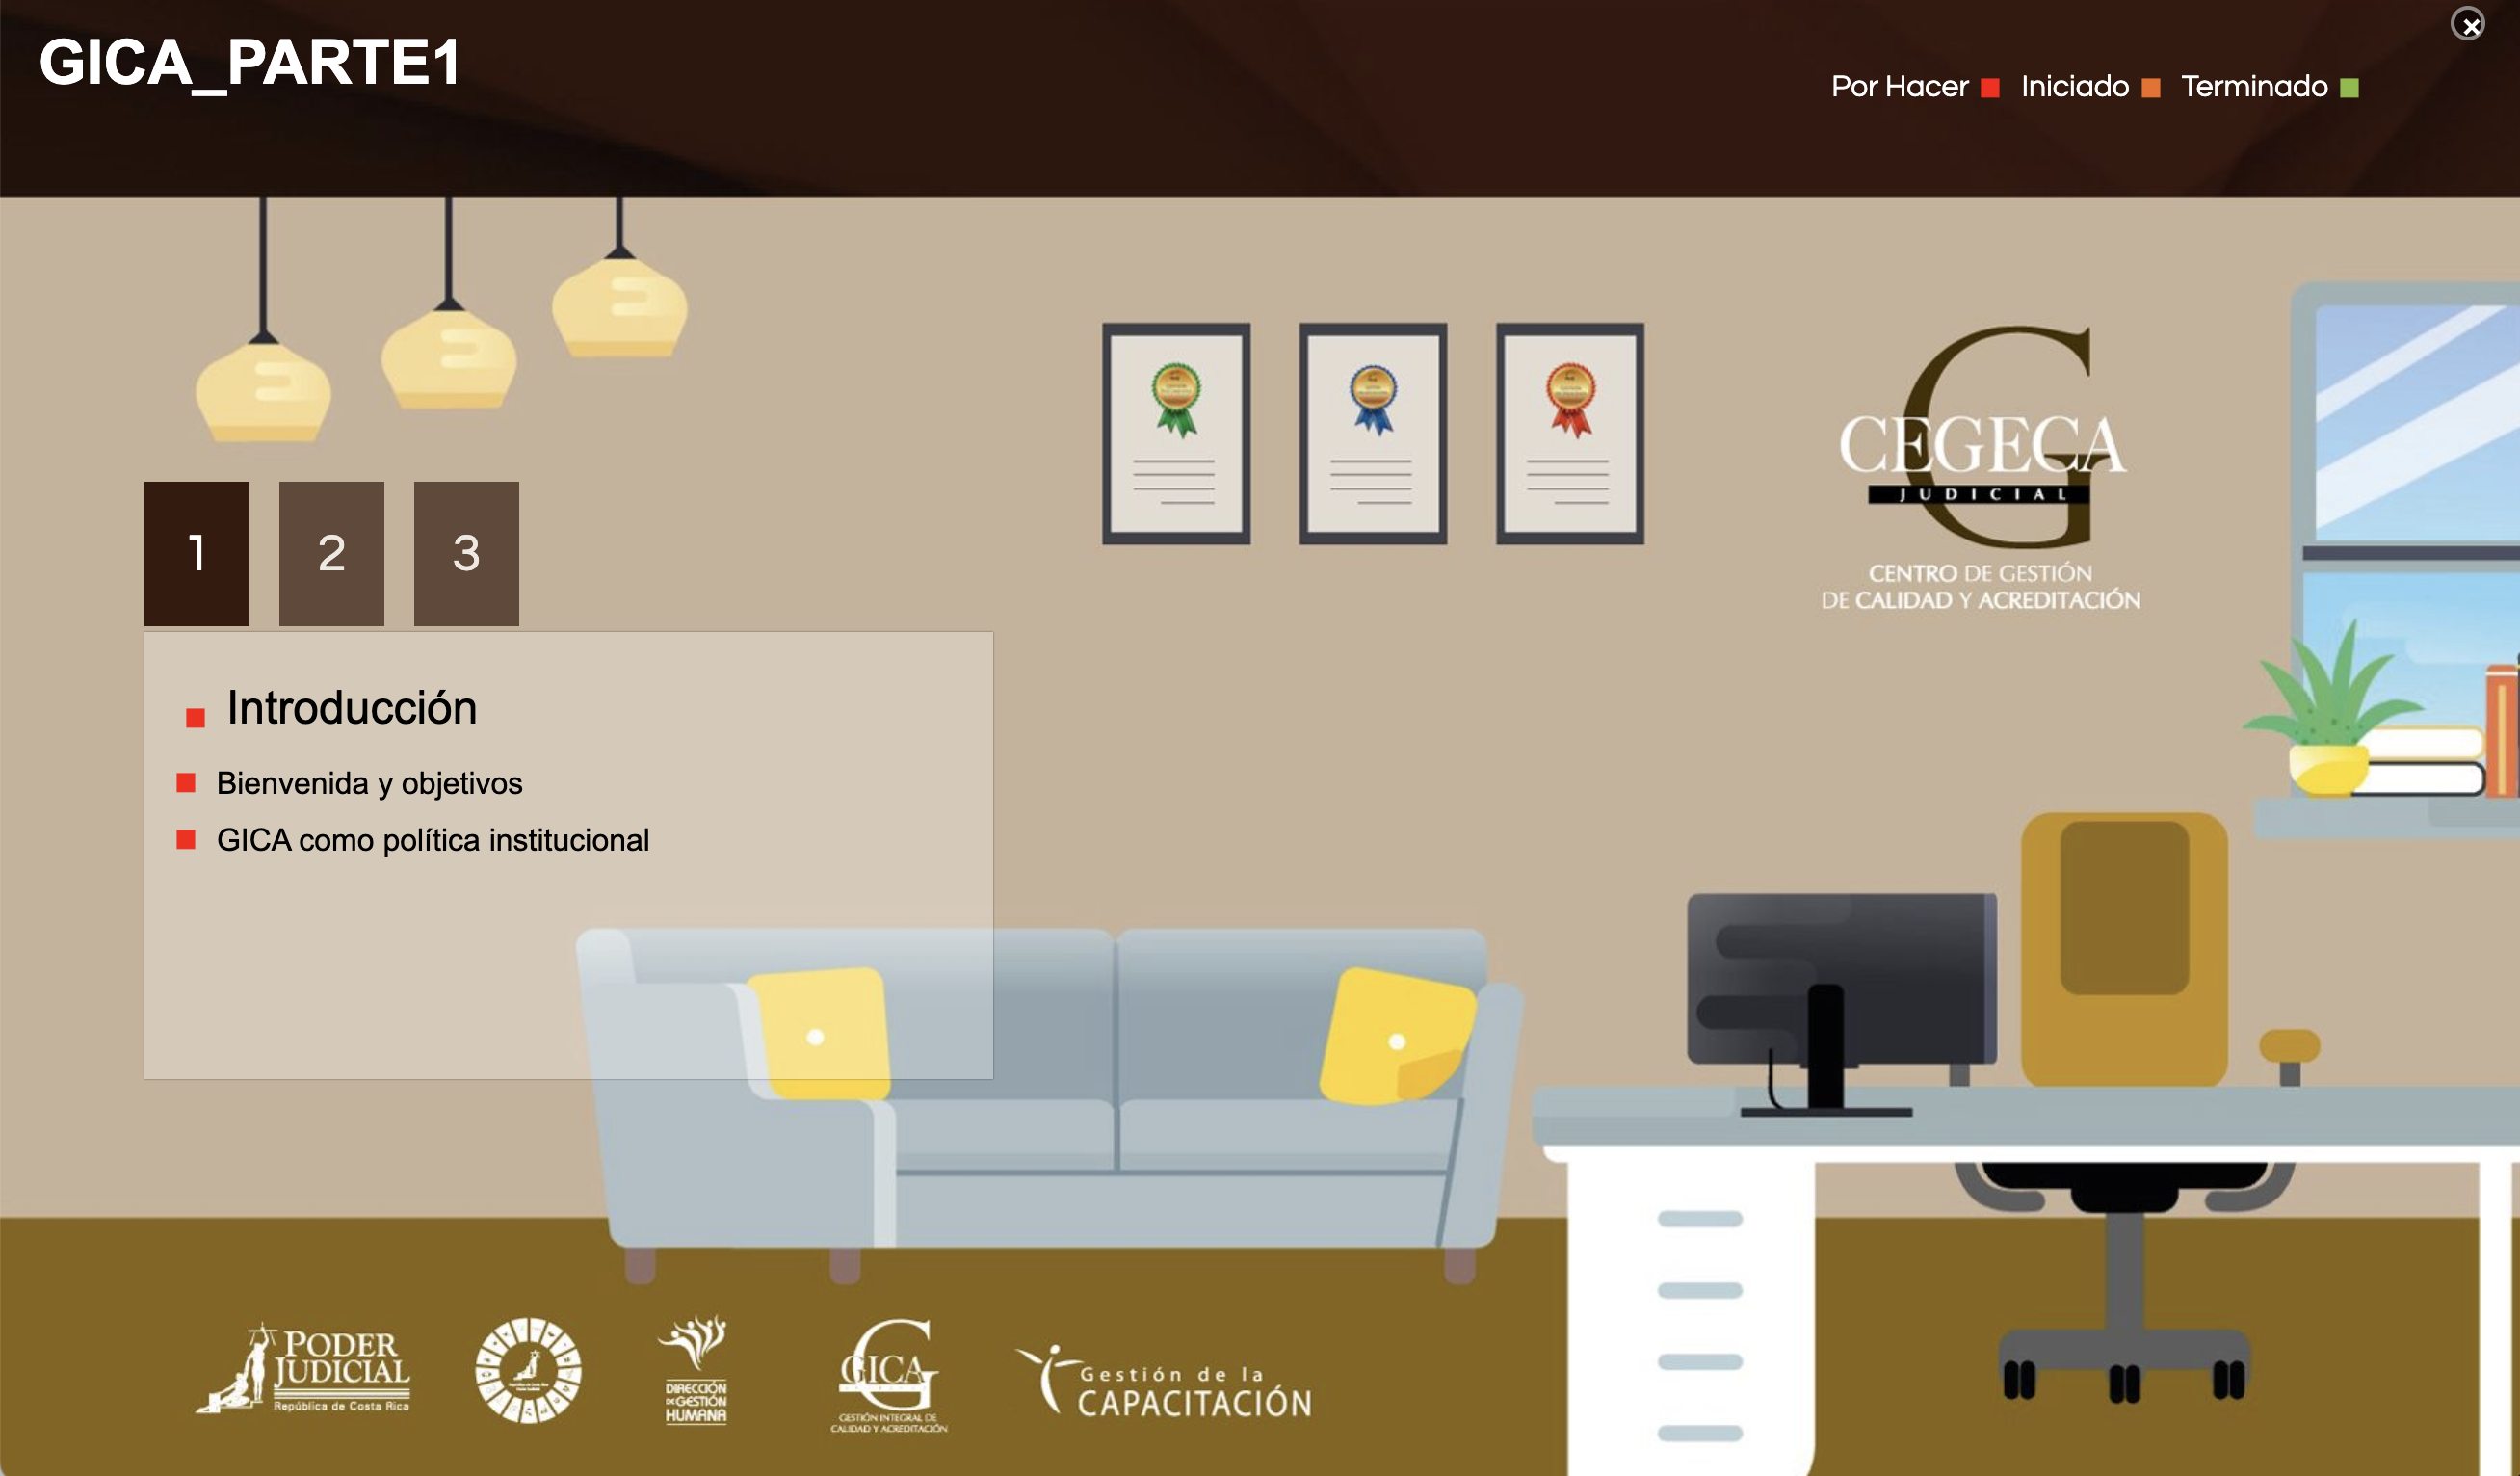 GICA_PARTE1
Por Hacer Iniciado Terminado
CEGECA
JUDICIAL
CENTRO DE GESTIÓN
DE CALIDAD Y ACREDITACIÓN
1 2 3
Introducción
Bienvenida y objetivos
GICA como política institucional
PODER
JUDICIAL
República de Costa Rica
DIRECCIÓN
DE GESTIÓN
HUMANA
GICA
GESTIÓN INTEGRAL DE
CALIDAD Y ACREDITACIÓN
Gestión de la
CAPACITACIÓN